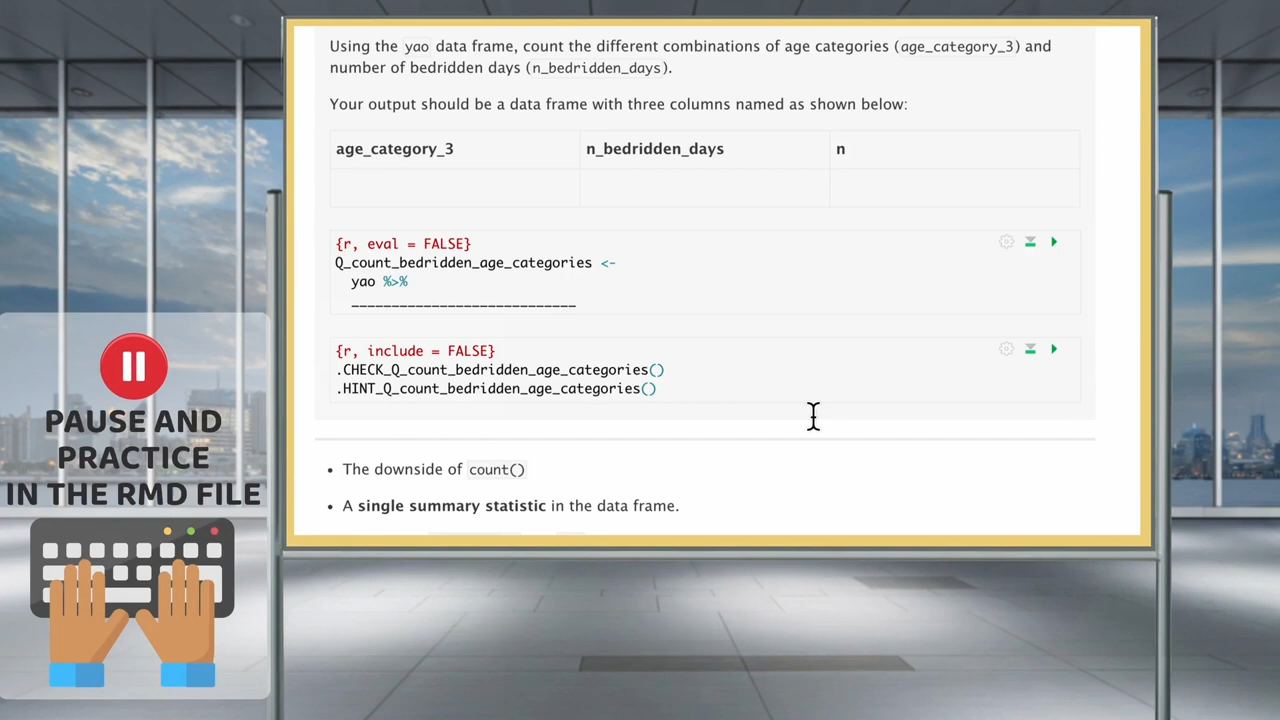 Using the yao data frame, count the different combinations of age categories (age_category_3) and
number of bedridden days (n_bedridden_days).
Your output should be a data frame with three columns named as shown below:
age_category_3 n_bedridden_days n
{r, eval = FALSE}
Q_count_bedridden_age_categories <-
yao %>%
____________________________
{r, include = FALSE}
.CHECK_Q_count_bedridden_age_categories()
.HINT_Q_count_bedridden_age_categories()
• The downside of count()
• A single summary statistic in the data frame.
PAUSE AND
PRACTICE
IN THE RMD FILE